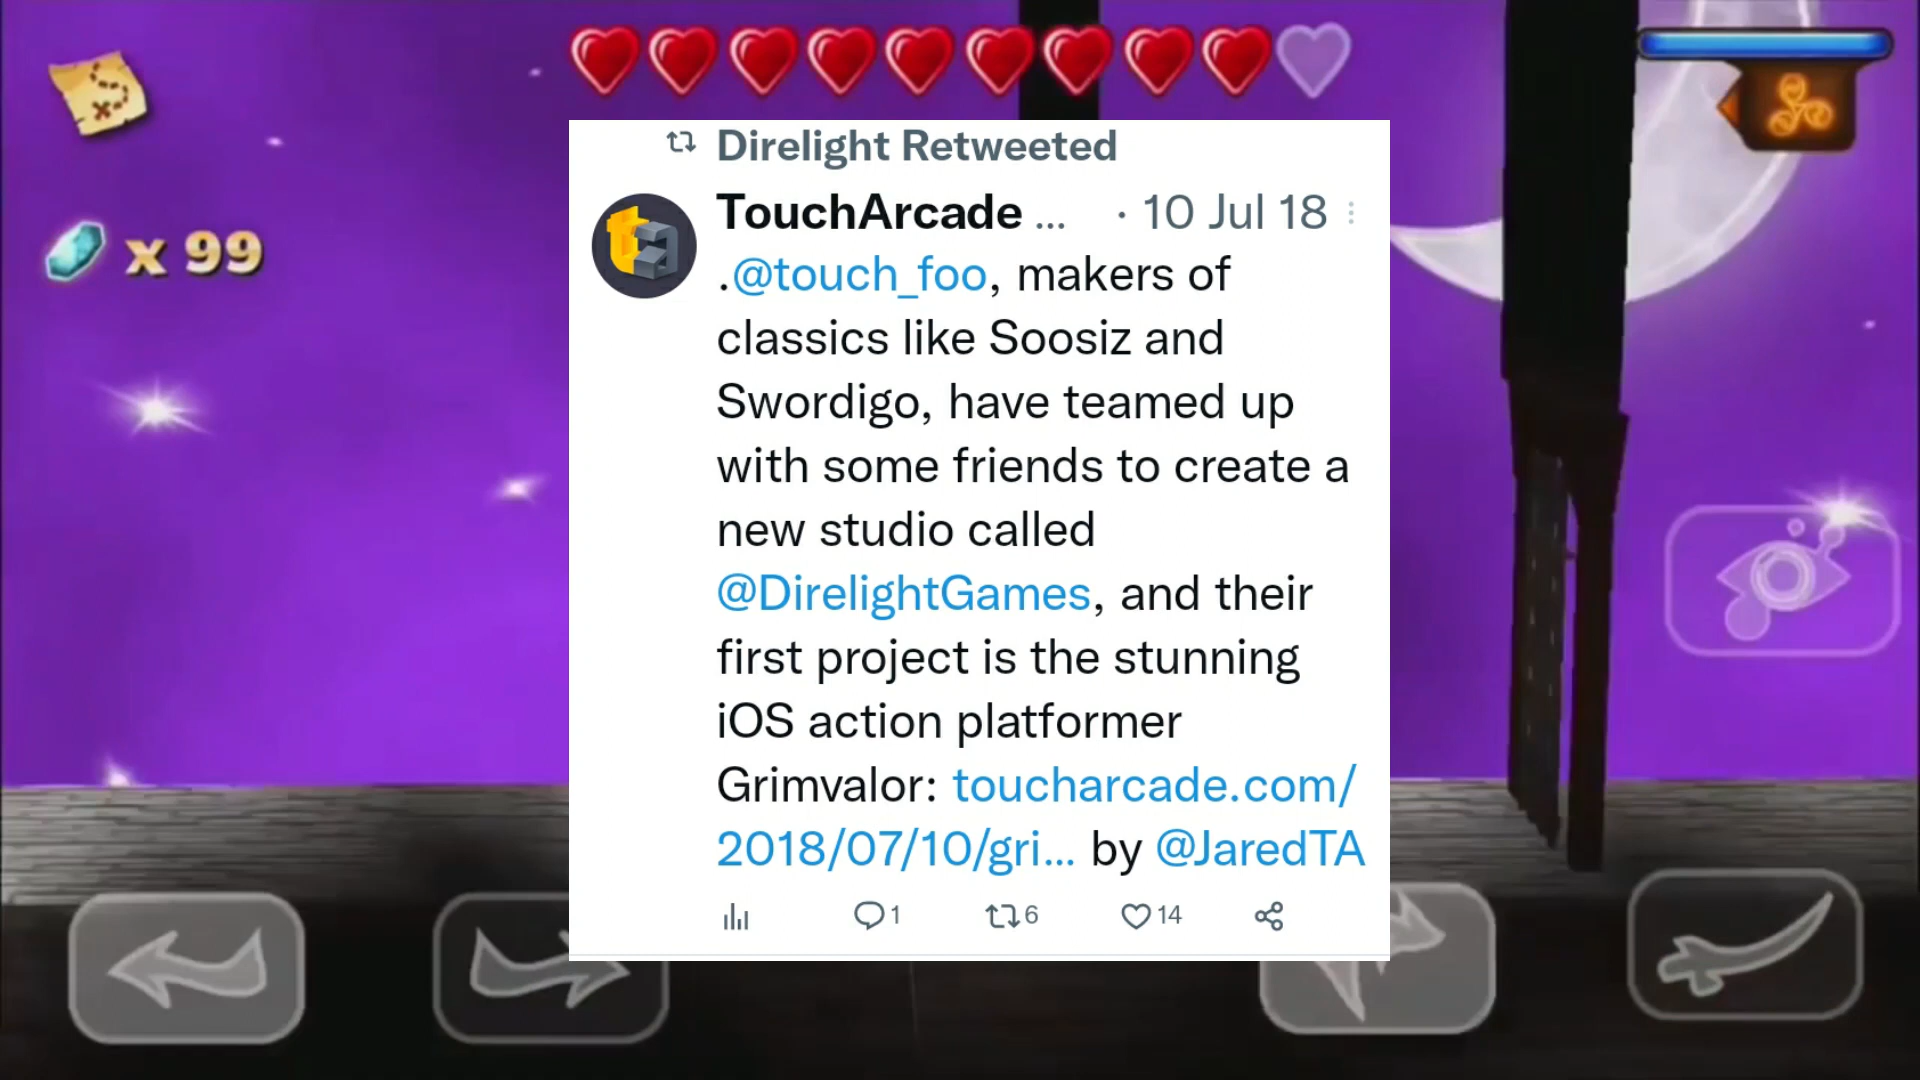 x 99
Direlight Retweeted
TouchArcade ... · 10 Jul 18
.@touch_foo, makers of
classics like Soosiz and
Swordigo, have teamed up
with some friends to create a
new studio called
@DirelightGames, and their
first project is the stunning
iOS action platformer
Grimvalor: toucharcade.com/
2018/07/10/gri... by @JaredTA
1 6 14